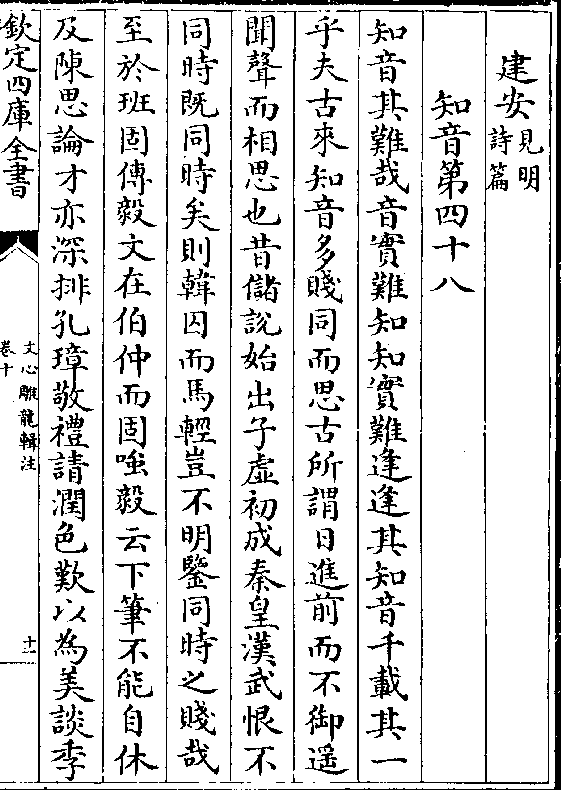 建安見明詩篇
知音第四十八
知音其難哉音實難知知實難逢逢其知音千載其一
乎夫古來知音多賤同而思古所謂日進前而不御遥
聞聲而相思也昔儲說始出子虛初成秦皇漢武恨不
同時既同時矣則韓囚而馬輕豈不明鑒同時之賤哉
至於班固傅毅文在伯仲而固嗤毅云下筆不能自休
及陳思論才亦深排孔璋敬禮請潤色歎以為美談季
欽定四庫全書
文心雕龍輯注
卷十
十一